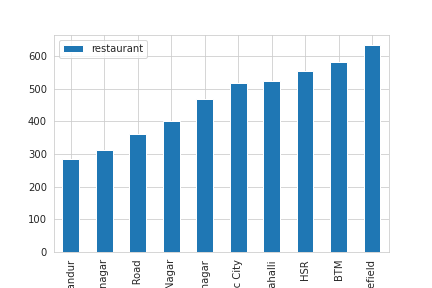 restaurant
600
500
400
300
200
100
0
andur
nagar
Road
Nagar
nagar
c City
ahalli
HSR
BTM
efield